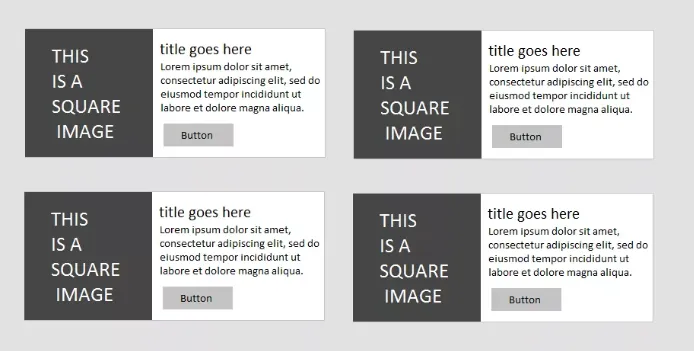 THIS
IS A
SQUARE
IMAGE
title goes here
Lorem ipsum dolor sit amet,
consectetur adipiscing elit, sed do
eiusmod tempor incididunt ut
labore et dolore magna aliqua.
Button
THIS
IS A
SQUARE
IMAGE
title goes here
Lorem ipsum dolor sit amet,
consectetur adipiscing elit, sed do
eiusmod tempor incididunt ut
labore et dolore magna aliqua.
Button
THIS
IS A
SQUARE
IMAGE
title goes here
Lorem ipsum dolor sit amet,
consectetur adipiscing elit, sed do
eiusmod tempor incididunt ut
labore et dolore magna aliqua.
Button
THIS
IS A
SQUARE
IMAGE
title goes here
Lorem ipsum dolor sit amet,
consectetur adipiscing elit, sed do
eiusmod tempor incididunt ut
labore et dolore magna aliqua.
Button